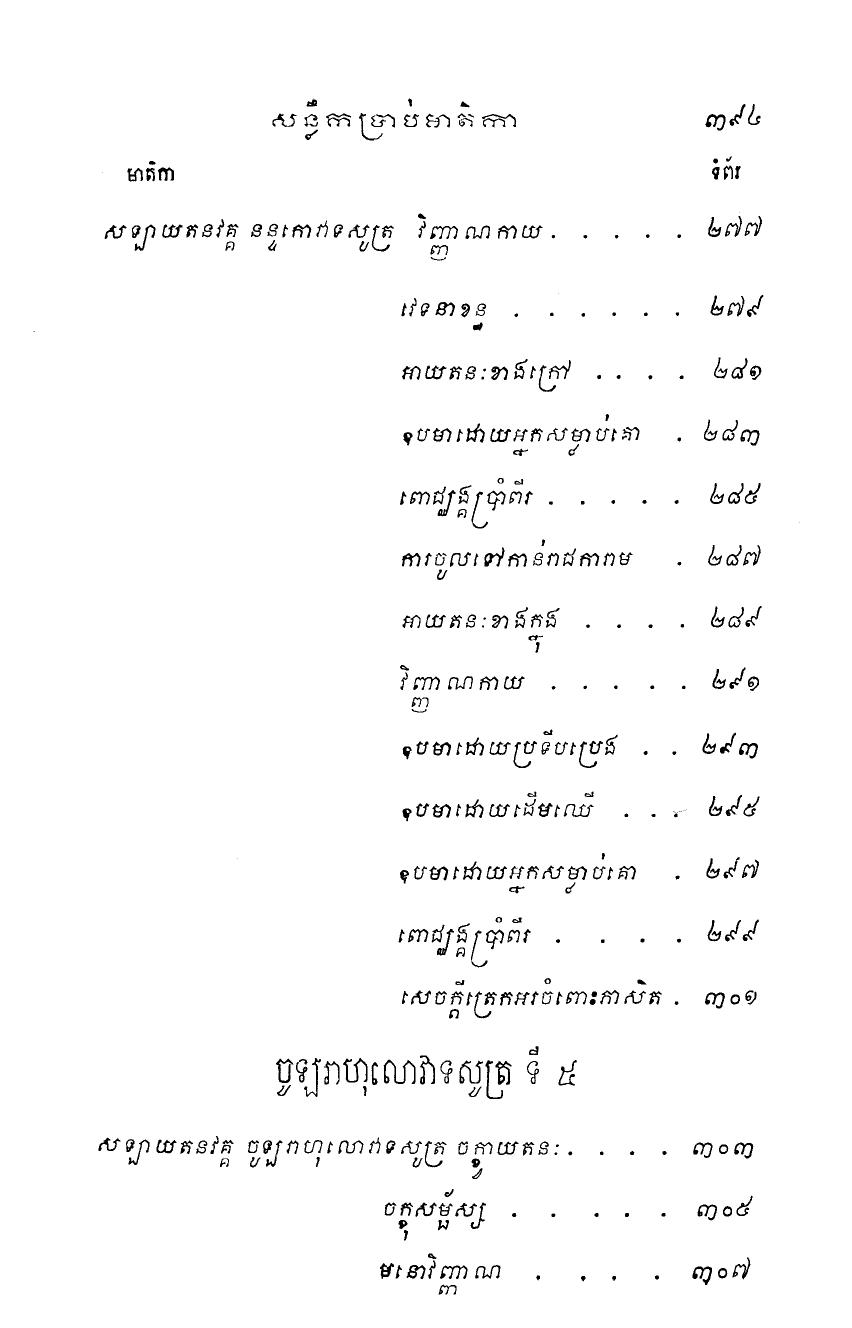 សន្លឹកប្រាប់មាតិកា ៣៩៤
មាតិកា ទំព័រ
សឡាយតនវគ្គ នន្ទកោវាទសូត្រ វិញ្ញាណកាយ . . . . . ២៧៧
វេទនាខន្ធ . . . . . . ២៧៩
អាយតនៈខាងក្រៅ . . . . ២៨១
ឧបមាដោយអ្នកសម្លាប់គោ . ២៨៣
ពោជ្ឈង្គប្រាំពីរ . . . . . ២៨៥
ការចូលទៅកាន់រាជការាម . ២៨៧
អាយតនៈខាងក្នុង . . . . ២៨៩
វិញ្ញាណកាយ . . . . . ២៩១
ឧបមាដោយប្រទីបប្រេង . . ២៩៣
ឧបមាដោយដើមឈើ . . . ២៩៥
ឧបមាដោយអ្នកសម្លាប់គោ . ២៩៧
ពោជ្ឈង្គប្រាំពីរ . . . . ២៩៩
សេចក្តីត្រេកអរចំពោះភាសិត . ៣០១
ចូឡរាហុលោវាទសូត្រ ទី ៥
សឡាយតនវគ្គ ចូឡរាហុលោវាទសូត្រ ចក្ខ្វាយតនៈ . . . . ៣០៣
ចក្ខុសម្ផ័ស្ស . . . . . ៣០៥
មនោវិញ្ញាណ . . . . ៣០៧